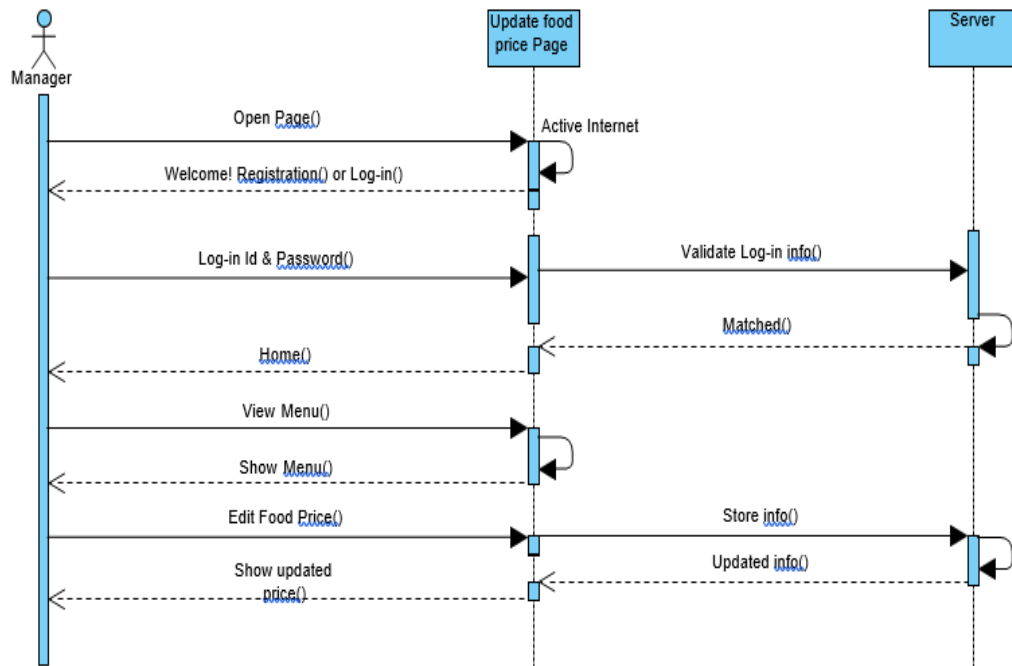 Update food
price Page
Server
Manager
Open Page()
Active Internet
Welcome! Registration() or Log-in()
Log-in Id & Password()
Validate Log-in info()
Matched()
Home()
View Menu()
Show Menu()
Edit Food Price()
Store info()
Updated info()
Show updated
price()